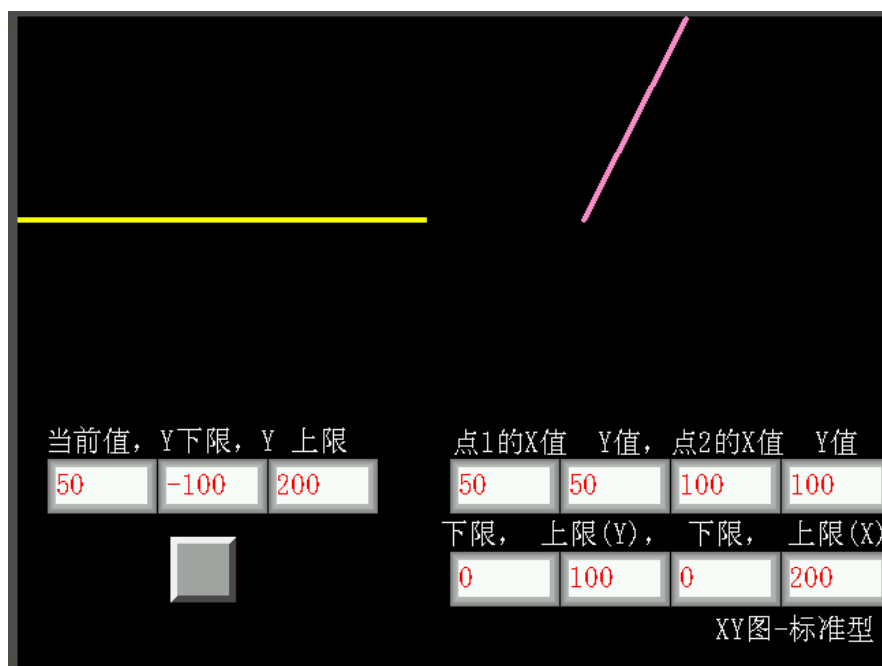 当前值，Y下限，Y 上限
50 -100 200
点1的X值 Y值，点2的X值 Y值
50 50 100 100
下限， 上限(Y)， 下限， 上限(X)
0 100 0 200
XY图-标准型